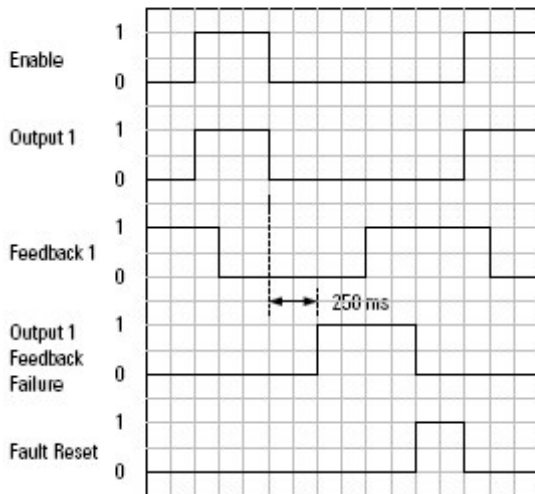 1
Enable
0
1
Output 1
0
1
Feedback 1
0
250 ms
Output 1
1
Feedback
Failure
0
1
Fault Reset
0